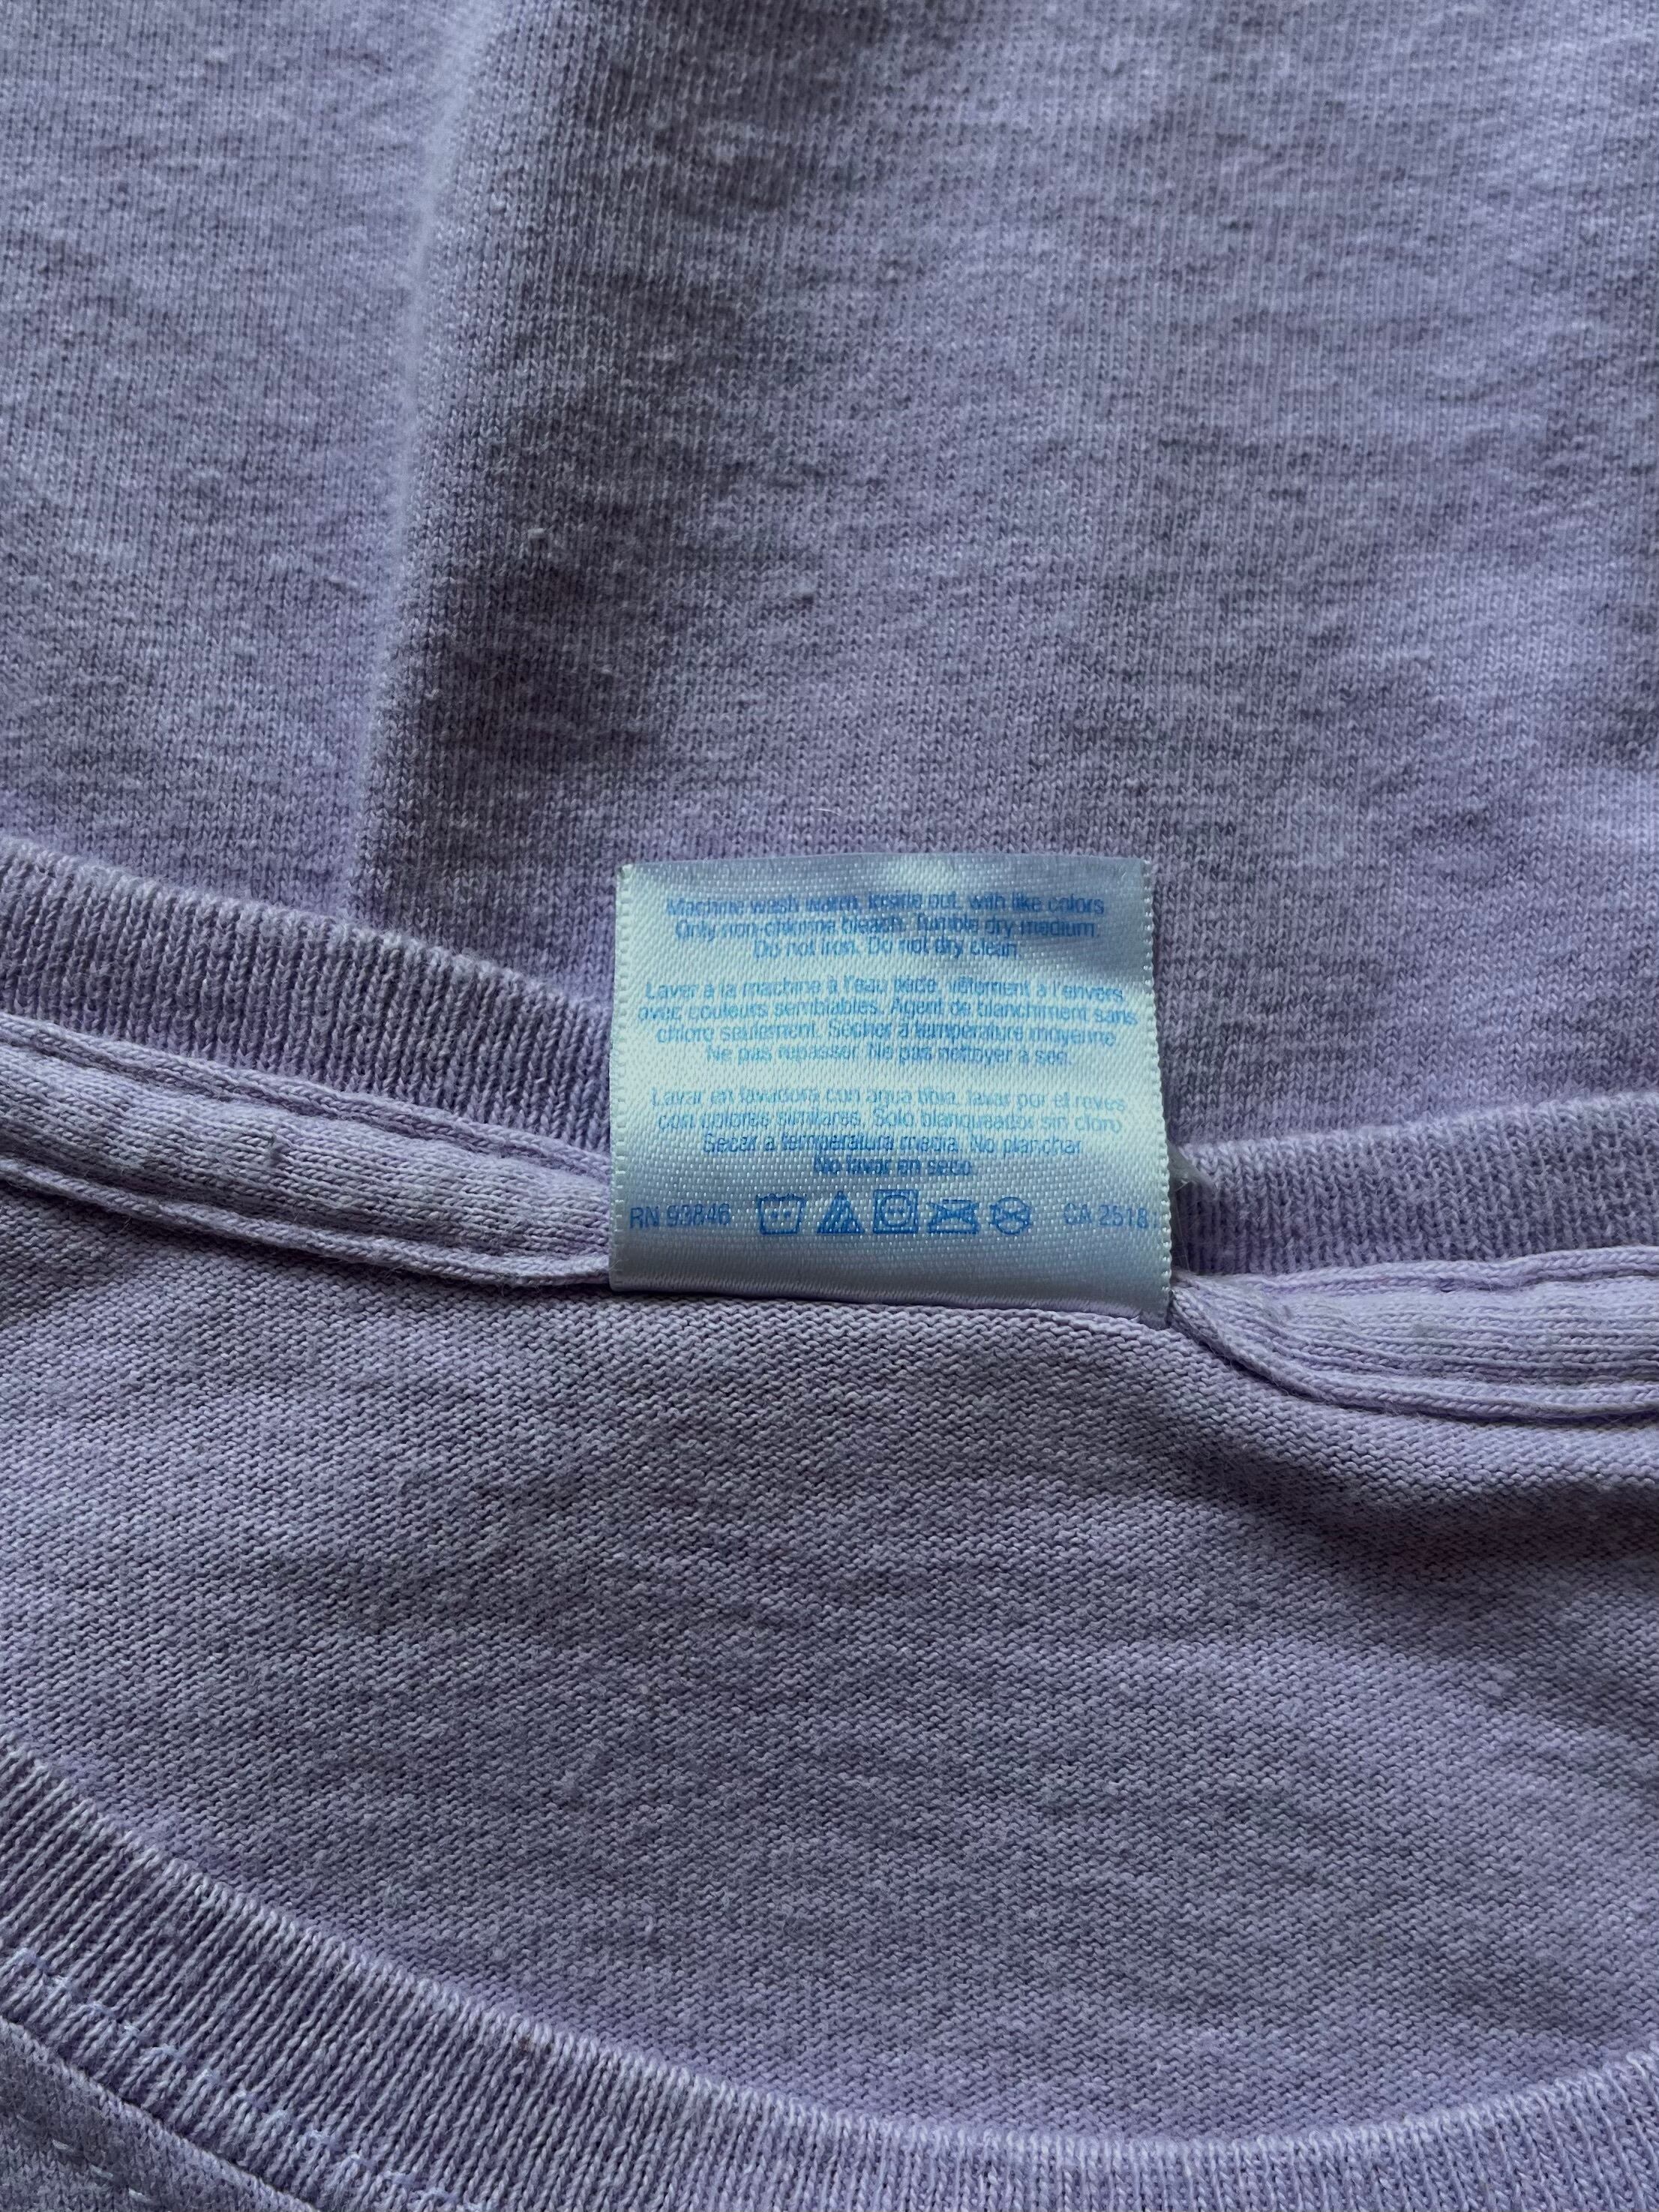 Machine wash warm, inside out, with like colors
Only non-chlorine bleach. Tumble dry medium
Do not iron. Do not dry clean
Laver à la machine à l'eau tiède, vêtement à l'envers
avec couleurs semblables. Agent de blanchiment sans
chlore seulement. Sécher à température moyenne
Ne pas repasser. Ne pas nettoyer à sec.
Lavar en lavadora con agua tibia, lavar por el reves
con colores similares. Solo blanqueador sin cloro
Secar a temperatura media. No planchar
No lavar en seco.
RN 93846 CA 2518